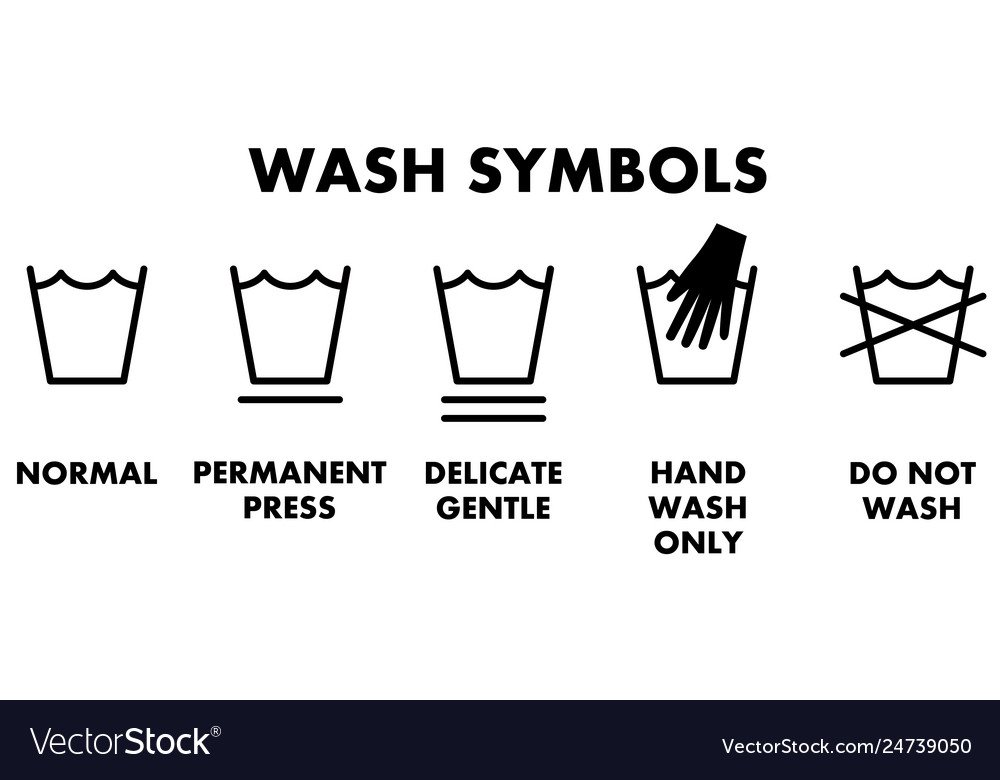 WASH SYMBOLS
NORMAL
PERMANENT
PRESS
DELICATE
GENTLE
HAND
WASH
ONLY
DO NOT
WASH
VectorStock®
VectorStock.com/24739050